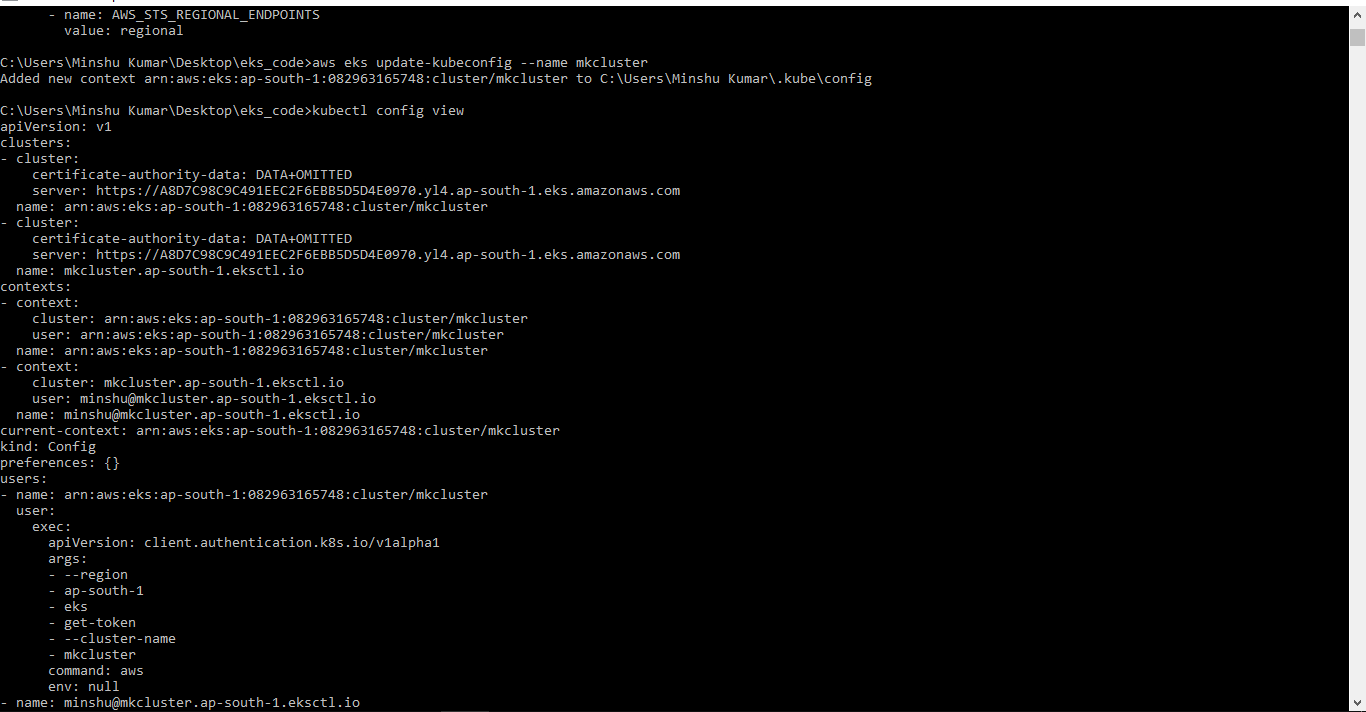 - name: AWS_STS_REGIONAL_ENDPOINTS
value: regional
C:\Users\Minshu Kumar\Desktop\eks_code>aws eks update-kubeconfig --name mkcluster
Added new context arn:aws:eks:ap-south-1:082963165748:cluster/mkcluster to C:\Users\Minshu Kumar\.kube\config
C:\Users\Minshu Kumar\Desktop\eks_code>kubectl config view
apiVersion: v1
clusters:
- cluster:
certificate-authority-data: DATA+OMITTED
server: https://A8D7C98C9C491EEC2F6EBB5D5D4E0970.yl4.ap-south-1.eks.amazonaws.com
name: arn:aws:eks:ap-south-1:082963165748:cluster/mkcluster
- cluster:
certificate-authority-data: DATA+OMITTED
server: https://A8D7C98C9C491EEC2F6EBB5D5D4E0970.yl4.ap-south-1.eks.amazonaws.com
name: mkcluster.ap-south-1.eksctl.io
contexts:
- context:
cluster: arn:aws:eks:ap-south-1:082963165748:cluster/mkcluster
user: arn:aws:eks:ap-south-1:082963165748:cluster/mkcluster
name: arn:aws:eks:ap-south-1:082963165748:cluster/mkcluster
- context:
cluster: mkcluster.ap-south-1.eksctl.io
user: minshu@mkcluster.ap-south-1.eksctl.io
name: minshu@mkcluster.ap-south-1.eksctl.io
current-context: arn:aws:eks:ap-south-1:082963165748:cluster/mkcluster
kind: Config
preferences: {}
users:
- name: arn:aws:eks:ap-south-1:082963165748:cluster/mkcluster
user:
exec:
apiVersion: client.authentication.k8s.io/v1alpha1
args:
- --region
- ap-south-1
- eks
- get-token
- --cluster-name
- mkcluster
command: aws
env: null
- name: minshu@mkcluster.ap-south-1.eksctl.io